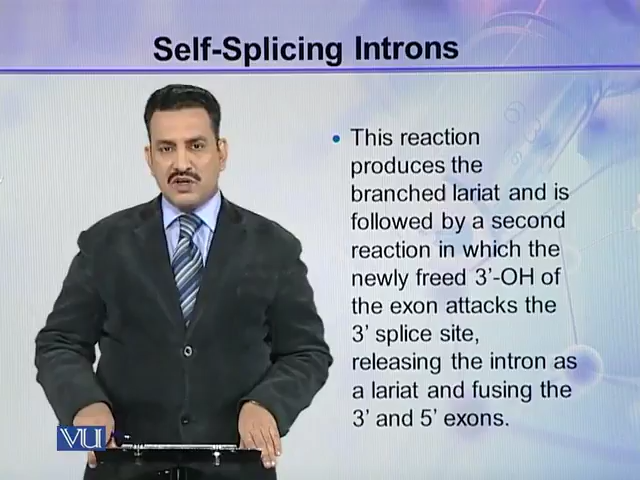 Self-Splicing Introns
• This reaction
produces the
branched lariat and is
followed by a second
reaction in which the
newly freed 3’-OH of
the exon attacks the
3’ splice site,
releasing the intron as
a lariat and fusing the
3’ and 5’ exons.
VU